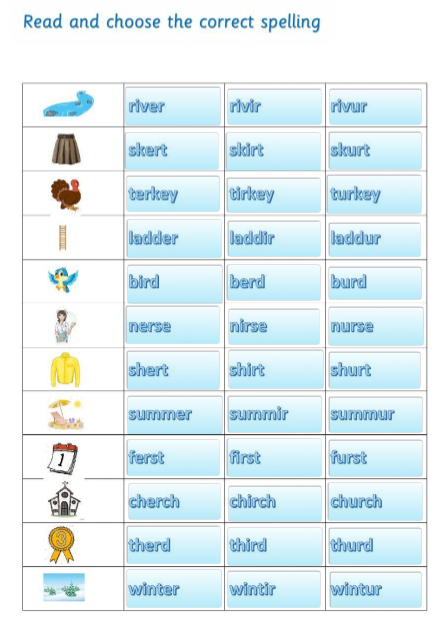 Read and choose the correct spelling
river rivir rivur
skert skirt skurt
terkey tirkey turkey
ladder laddir laddur
bird berd burd
nerse nirse nurse
shert shirt shurt
summer summir summur
1 ferst first furst
cherch chirch church
3 therd third thurd
winter wintir wintur